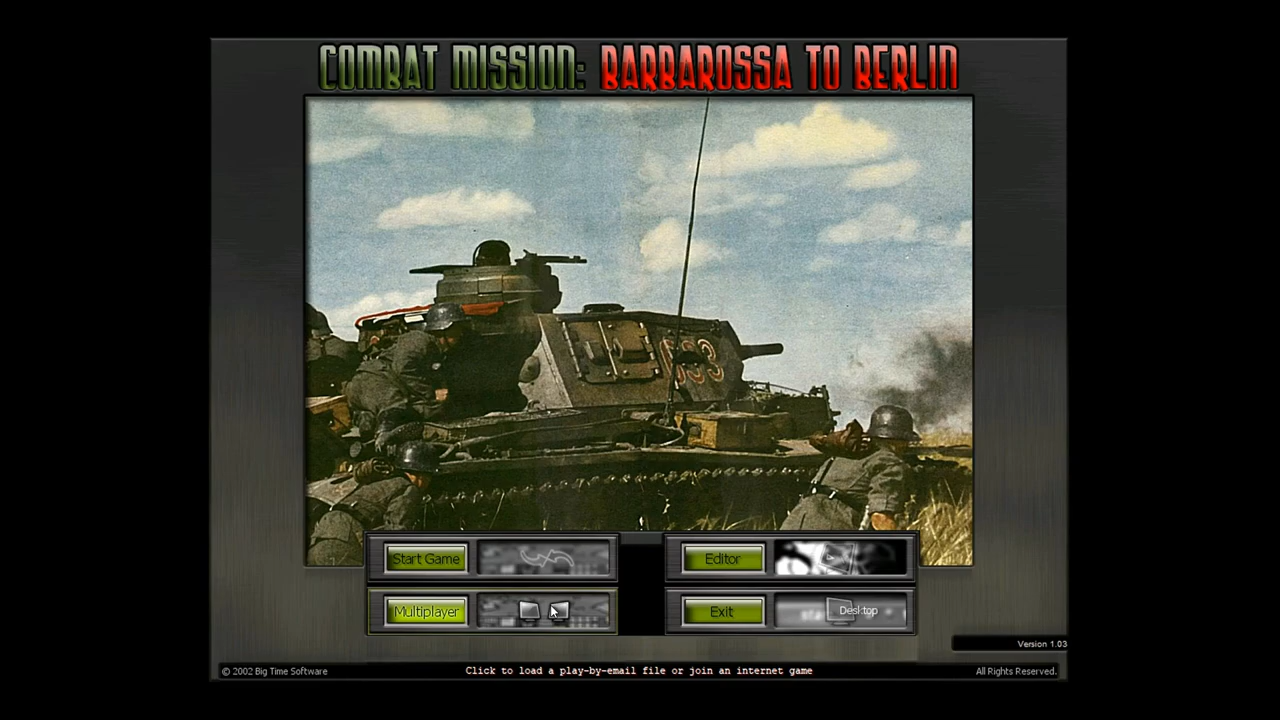 COMBAT MISSION: BARBAROSSA TO BERLIN
633
Start Game
Editor
Multiplayer
Exit
Desktop
Version 1.03
© 2002 Big Time Software
Click to load a play-by-email file or join an internet game
All Rights Reserved.